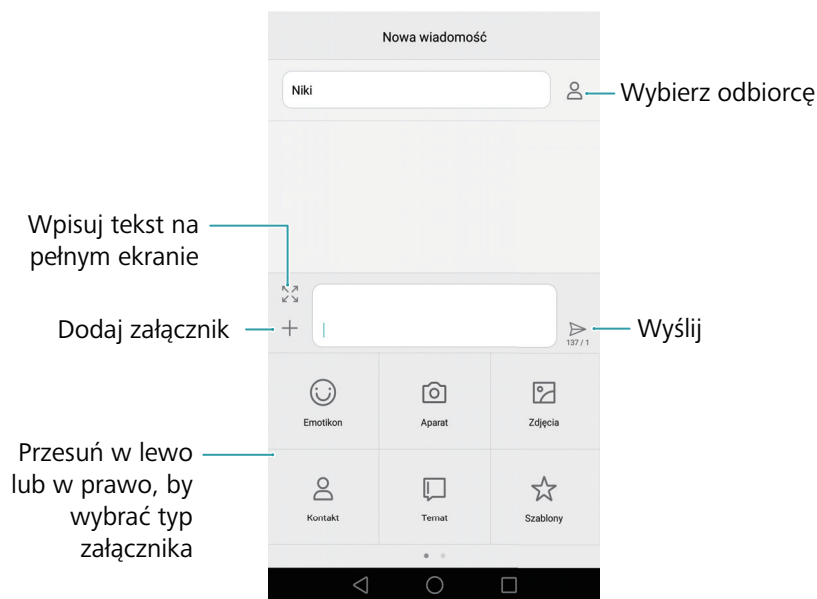 Nowa wiadomość
Niki
Wybierz odbiorcę
Wpisuj tekst na
pełnym ekranie
Dodaj załącznik
Wyślij
137 / 1
Emotikon
Aparat
Zdjęcia
Przesuń w lewo
lub w prawo, by
wybrać typ
załącznika
Kontakt
Temat
Szablony